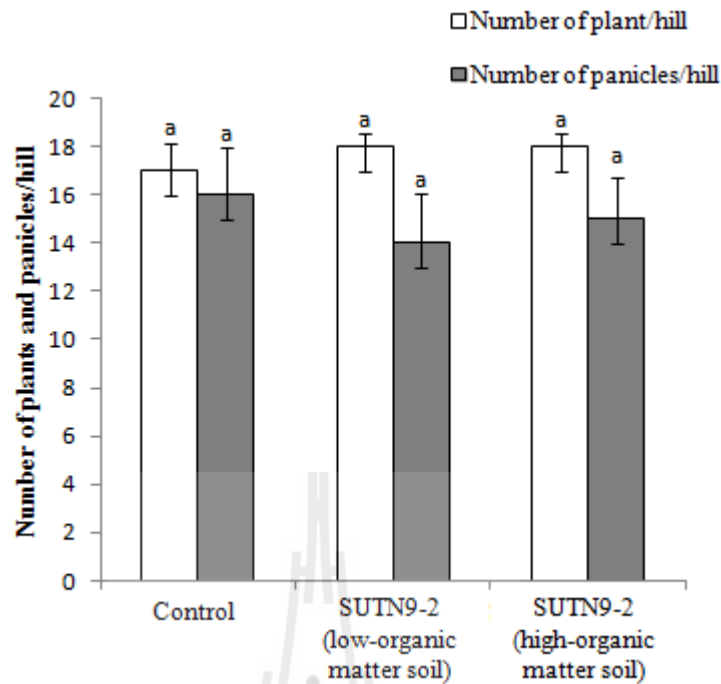 Number of plant/hill
Number of panicles/hill
Number of plants and panicles/hill
20
18
16
14
12
10
8
6
4
2
0
a
a
a
a
a
a
Control
SUTN9-2
(low-organic
matter soil)
SUTN9-2
(high-organic
matter soil)